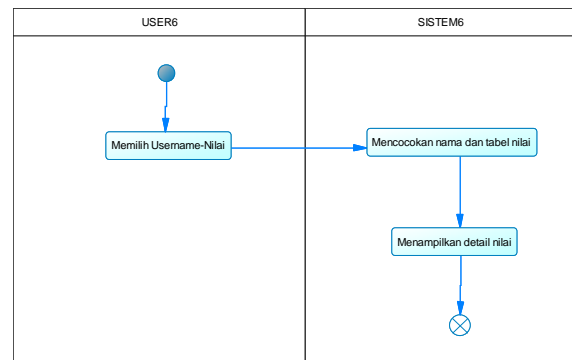 USER6
SISTEM6
Memilih Username-Nilai
Mencocokan nama dan tabel nilai
Menampilkan detail nilai